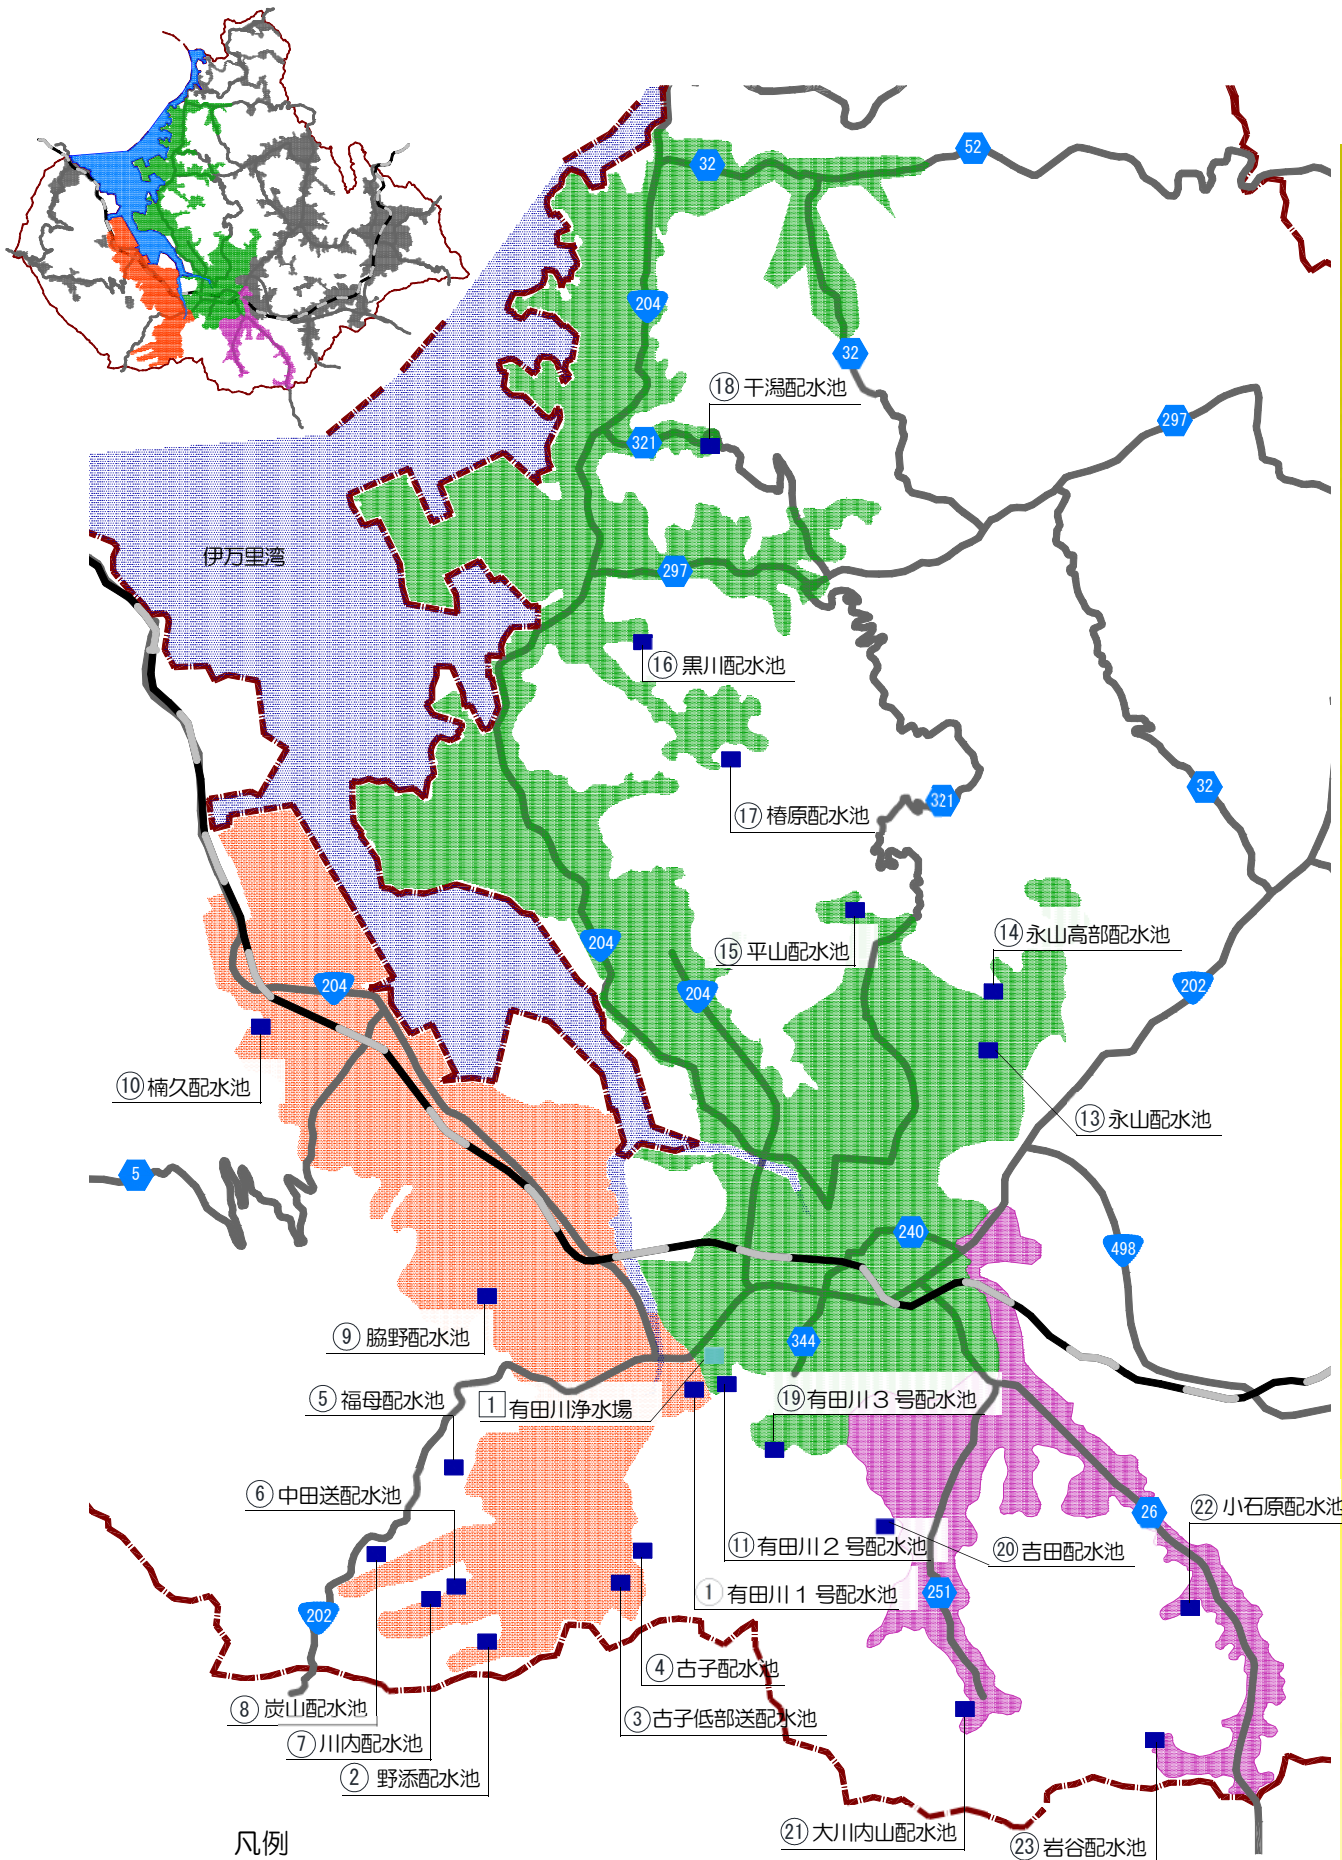 52
32
204
32
⑱ 干潟配水池
297
321
伊万里湾
297
⑯ 黒川配水池
32
321
⑰ 椿原配水池
⑭ 永山高部配水池
204
⑮ 平山配水池
204
204
202
⑩ 楠久配水池
⑬ 永山配水池
5
240
498
⑨ 脇野配水池
344
⑤ 福母配水池
1 有田川浄水場
⑲ 有田川3号配水池
⑥ 中田送配水池
26
㉒ 小石原配水池
⑪ 有田川2号配水池
⑳ 吉田配水池
① 有田川1号配水池
251
202
④ 古子配水池
⑧ 炭山配水池
③ 古子低部送配水池
⑦ 川内配水池
② 野添配水池
㉑ 大川内山配水池
㉓ 岩谷配水池
凡例